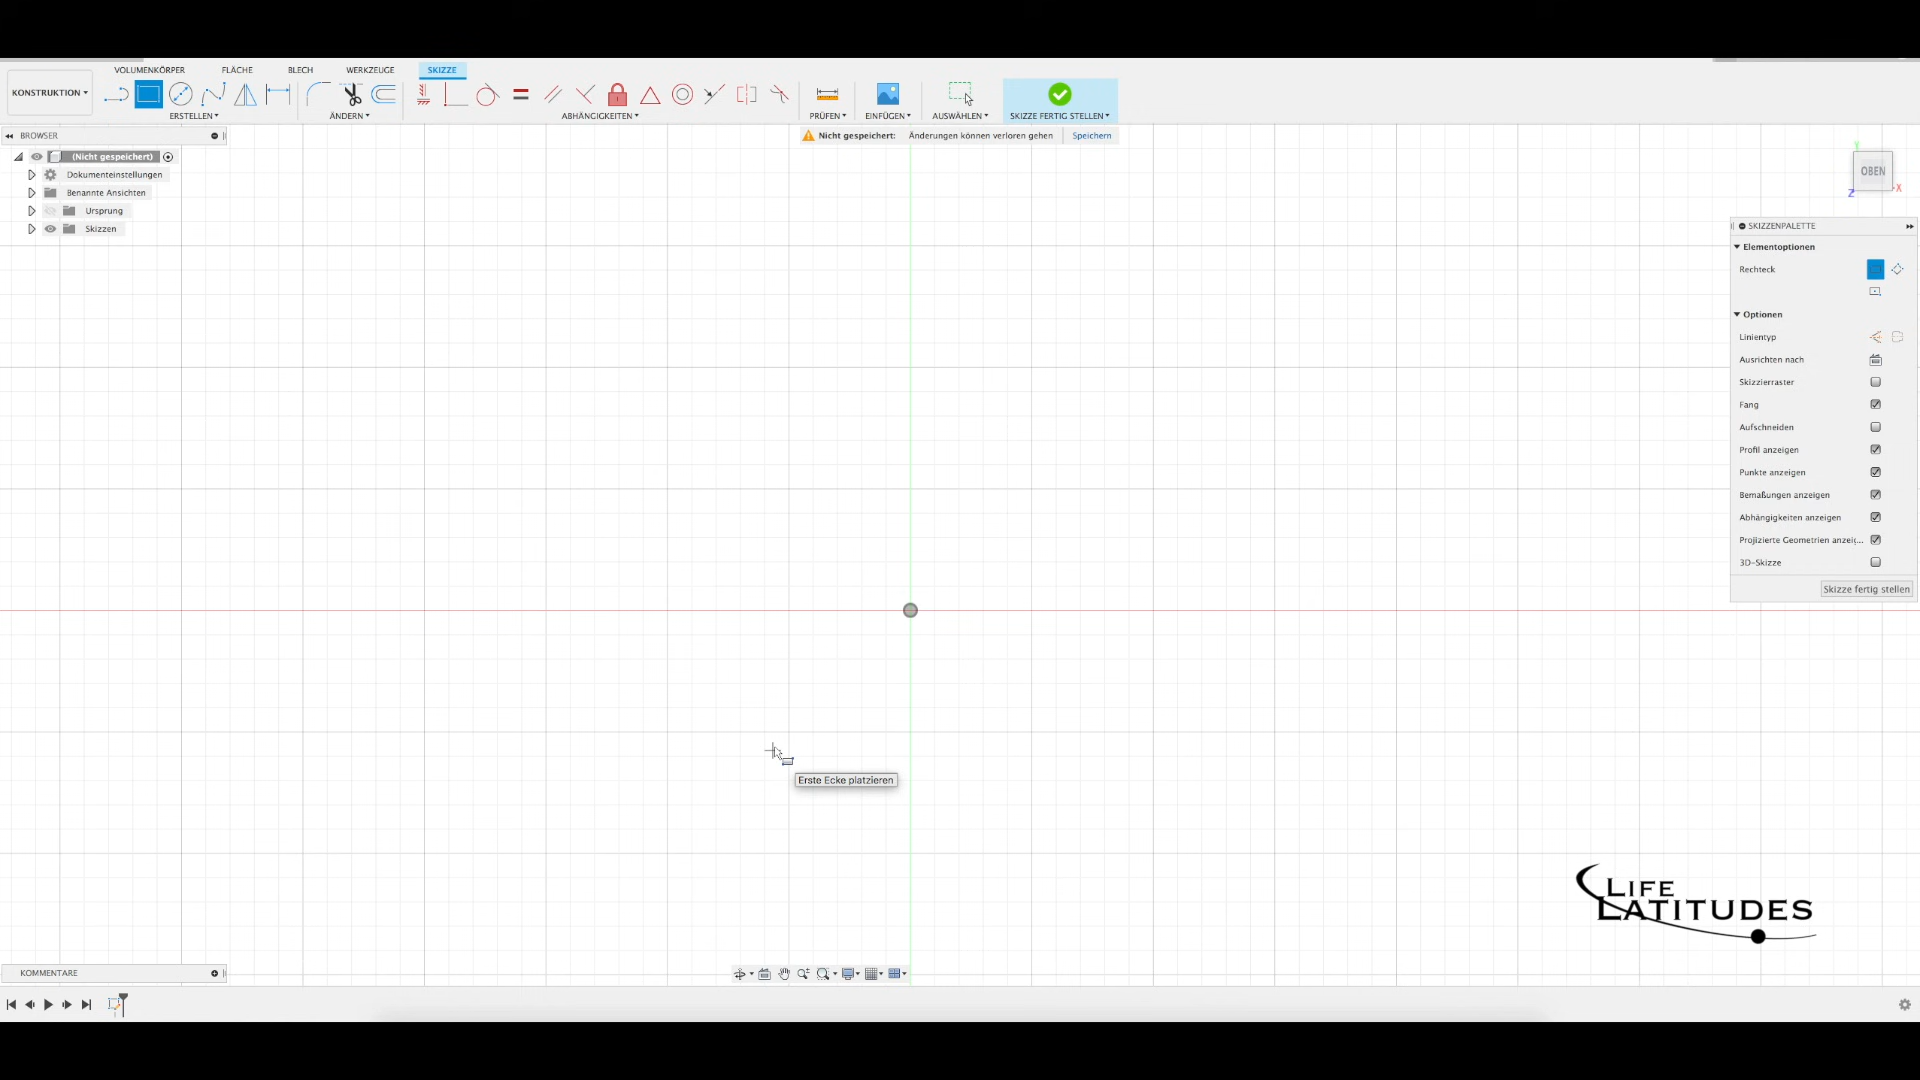 VOLUMENKÖRPER FLÄCHE BLECH WERKZEUGE SKIZZE
KONSTRUKTION
ERSTELLEN ÄNDERN ABHÄNGIGKEITEN PRÜFEN EINFÜGEN AUSWÄHLEN SKIZZE FERTIG STELLEN
BROWSER
Nicht gespeichert: Änderungen können verloren gehen Speichern
(Nicht gespeichert)
Dokumenteinstellungen
Benannte Ansichten
Ursprung
Skizzen
Y
OBEN
X
Z
SKIZZENPALETTE
Elementoptionen
Rechteck
Optionen
Linientyp
Ausrichten nach
Skizzierraster
Fang
Aufschneiden
Profil anzeigen
Punkte anzeigen
Bemaßungen anzeigen
Abhängigkeiten anzeigen
Projizierte Geometrien anzeig...
3D-Skizze
Skizze fertig stellen
Erste Ecke platzieren
LIFE
LATITUDES
KOMMENTARE